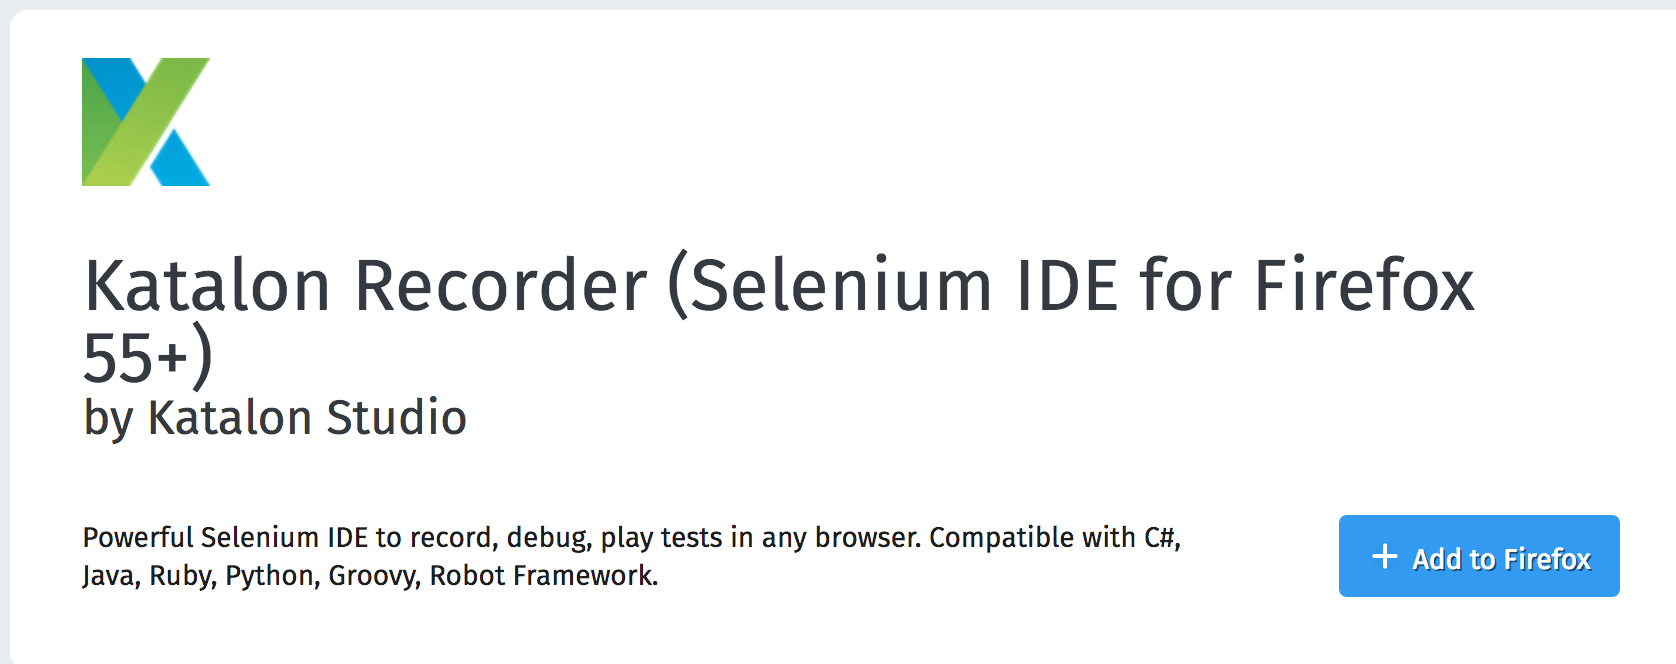 Katalon Recorder (Selenium IDE for Firefox
55+)
by Katalon Studio
Powerful Selenium IDE to record, debug, play tests in any browser. Compatible with C#,
Java, Ruby, Python, Groovy, Robot Framework.
+ Add to Firefox